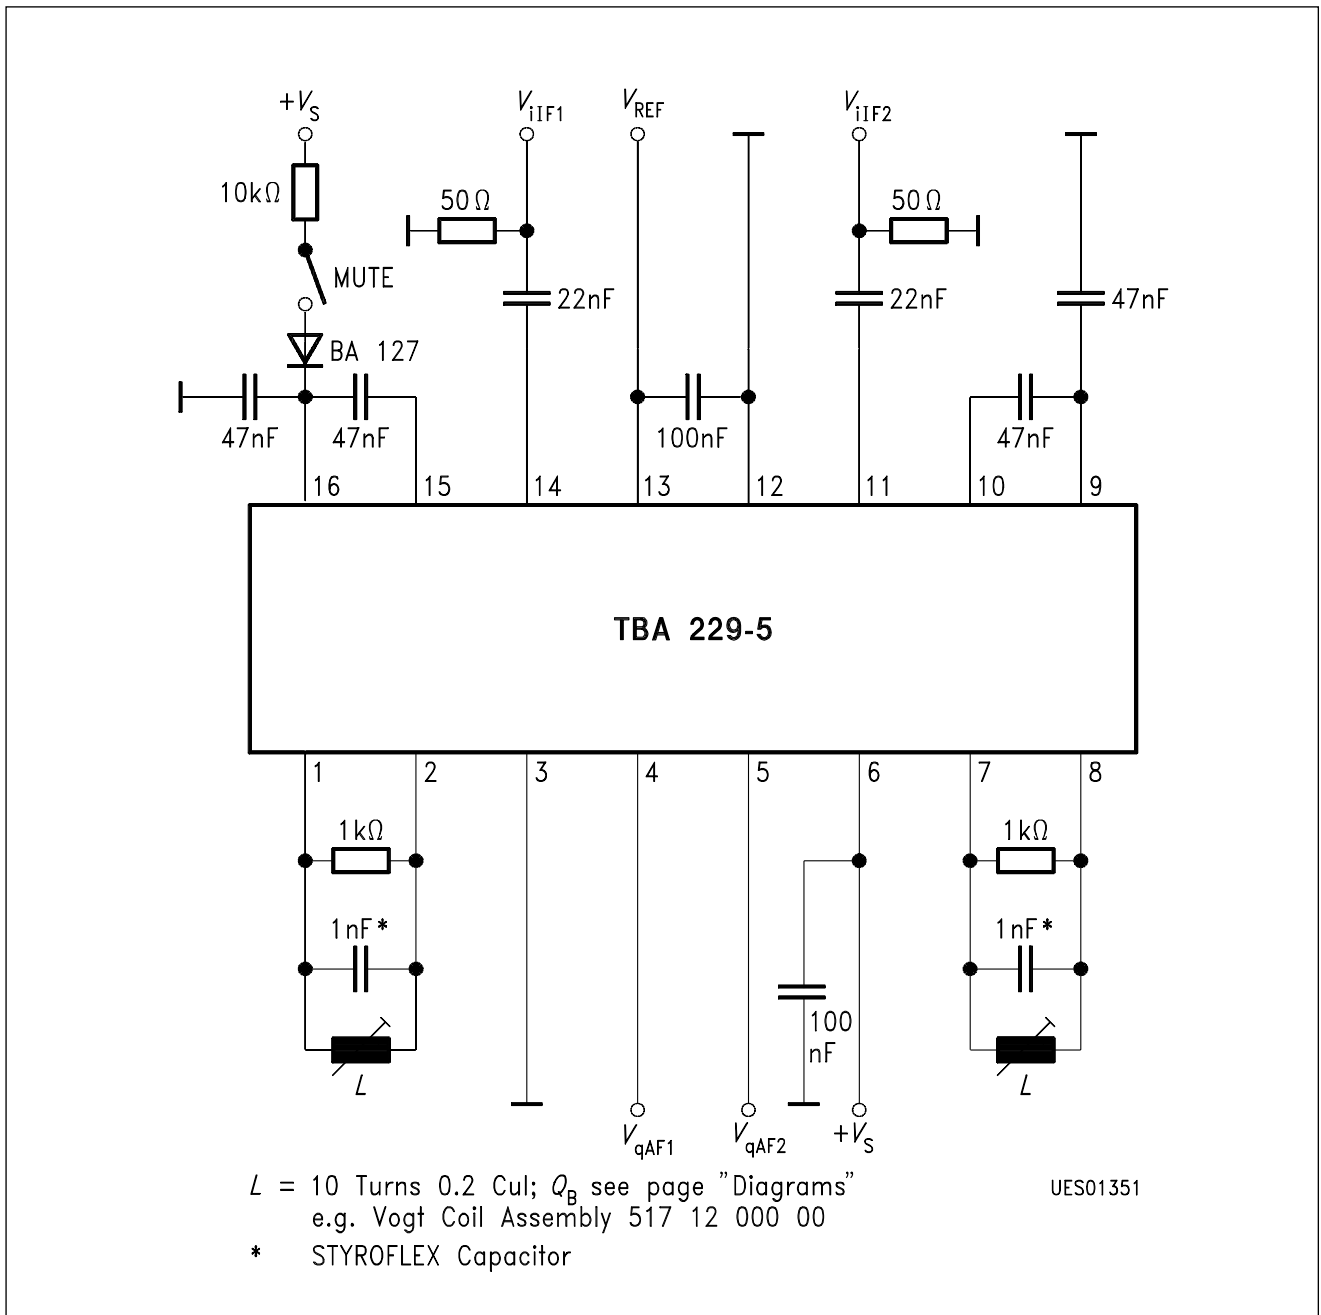 +VS ViIF1 VREF ViIF2
10kΩ 50Ω 50Ω
MUTE 22nF 22nF 47nF
BA 127
47nF 47nF 100nF 47nF
16 15 14 13 12 11 10 9
TBA 229-5
1 2 3 4 5 6 7 8
1kΩ 1kΩ
1nF* 1nF*
100
nF
L L
VqAF1 VqAF2 +VS
L = 10 Turns 0.2 Cul; QB see page "Diagrams" UES01351
e.g. Vogt Coil Assembly 517 12 000 00
* STYROFLEX Capacitor